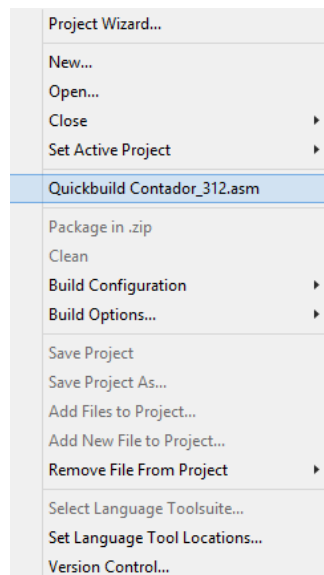 Project Wizard...
New...
Open...
Close
Set Active Project
Quickbuild Contador_312.asm
Package in .zip
Clean
Build Configuration
Build Options...
Save Project
Save Project As...
Add Files to Project...
Add New File to Project...
Remove File From Project
Select Language Toolsuite...
Set Language Tool Locations...
Version Control...